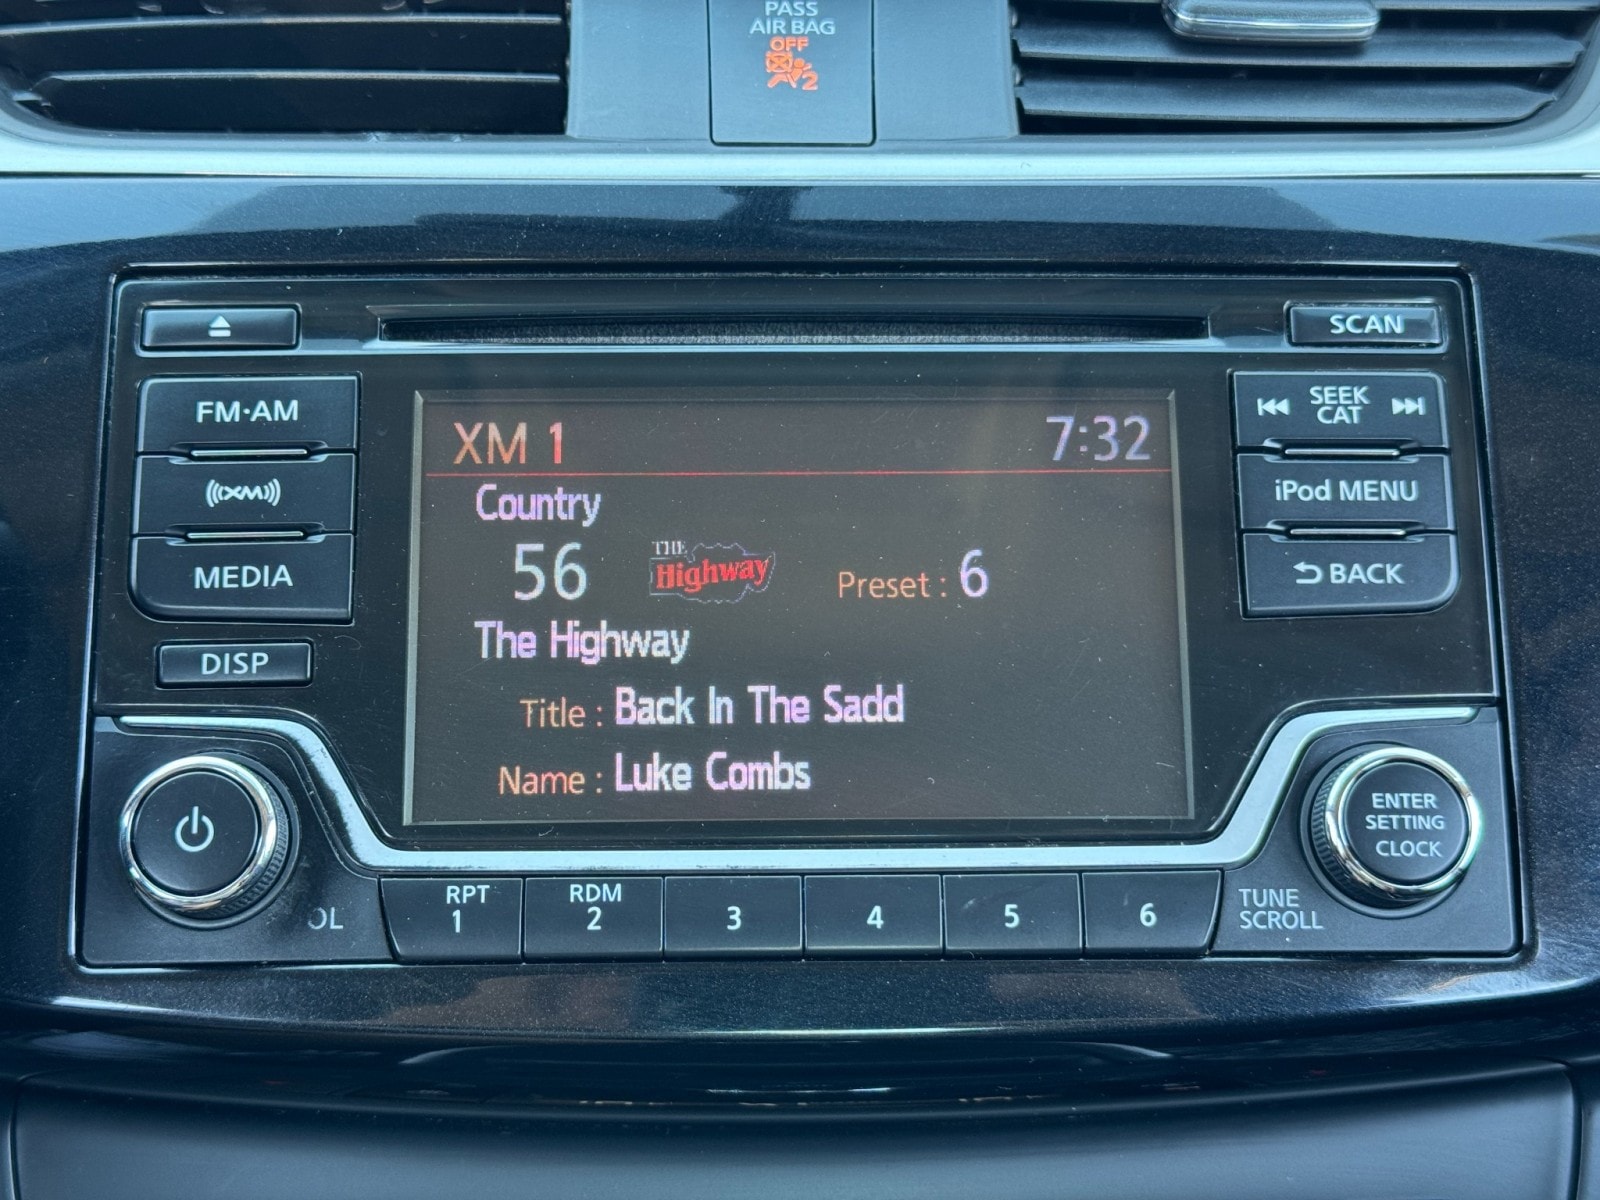 PASS
AIR BAG
OFF
2
SCAN
FM·AM
XM
MEDIA
DISP
XM 1 7:32
Country
56 THE Highway Preset : 6
The Highway
Title : Back In The Sadd
Name : Luke Combs
SEEK
CAT
iPod MENU
BACK
ENTER
SETTING
CLOCK
TUNE
SCROLL
OL
RPT
1
RDM
2
3
4
5
6